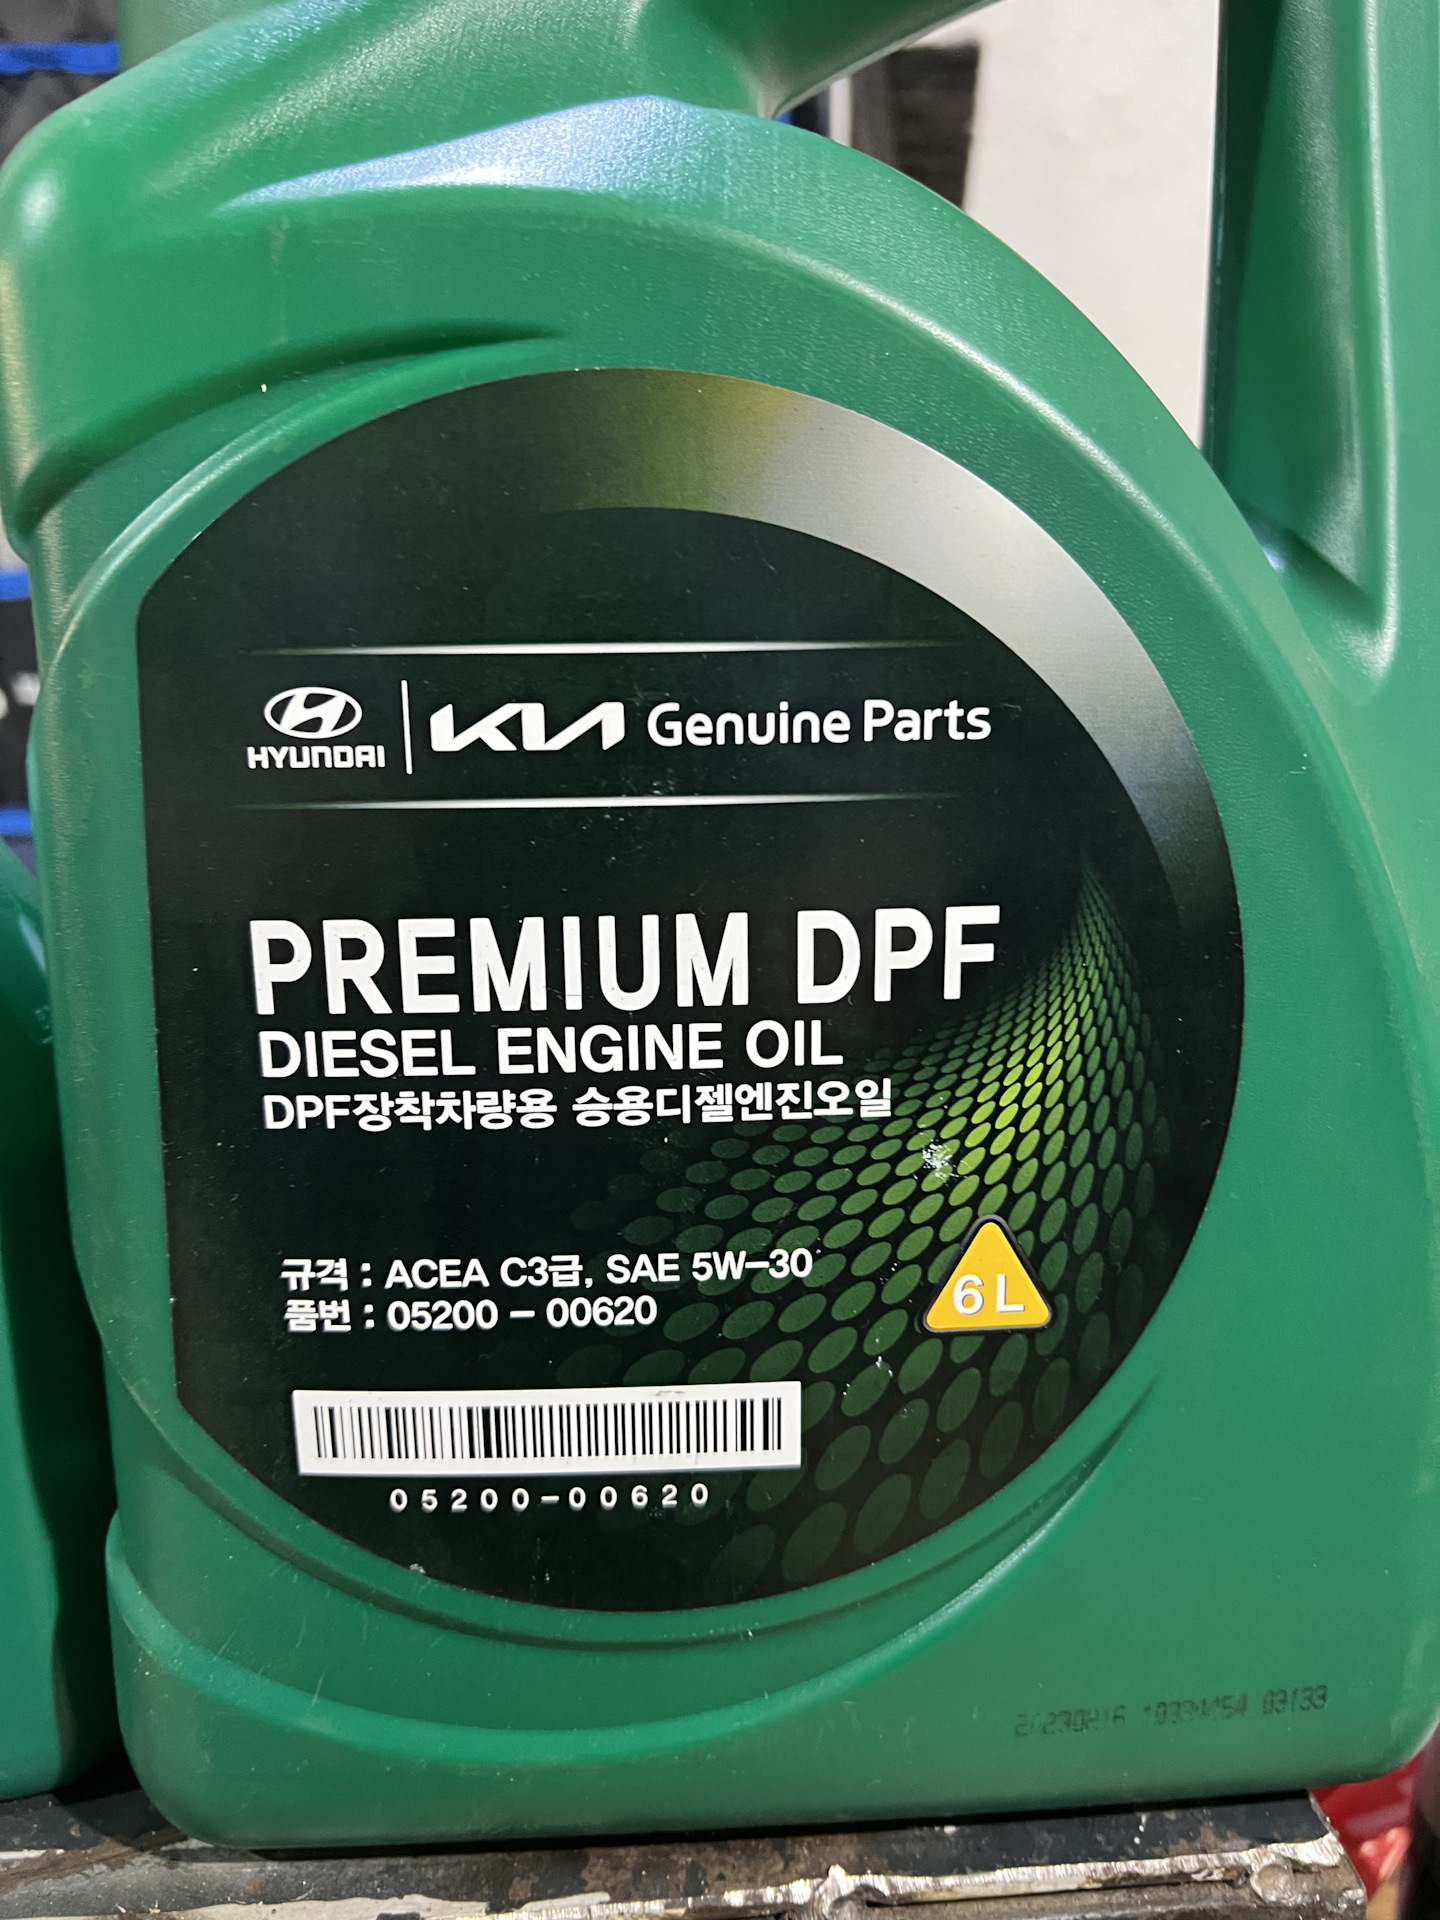 HYUNDAI KIA Genuine Parts
PREMIUM DPF
DIESEL ENGINE OIL
DPF장착차량용 승용디젤엔진오일
규격 : ACEA C3급, SAE 5W-30
품번 : 05200 - 00620
6L
05200-00620
03133